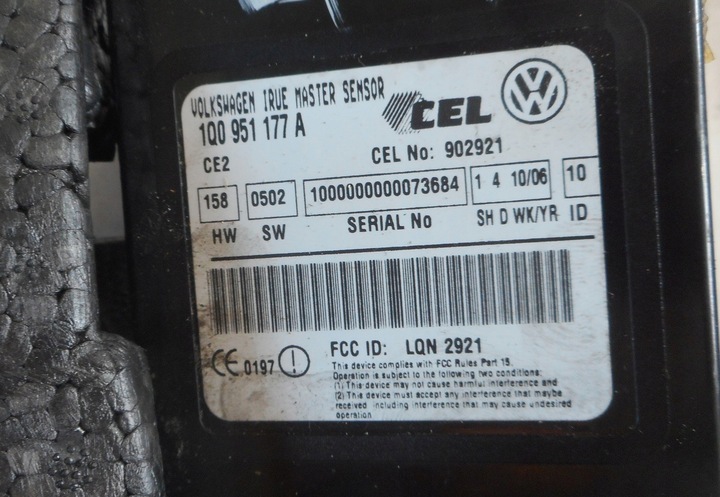 VOLKSWAGEN IRUE MASTER SENSOR
1Q0 951 177 A
CEL
VW
CE2
CEL No: 902921
158 0502 1000000000073684 1 4 10/06 10
HW SW SERIAL No SH D WK/YR ID
CE 0197 !
FCC ID: LQN 2921
This device complies with FCC Rules Part 15.
Operation is subject to the following two conditions:
(1) This device may not cause harmful interference and
(2) This device must accept any interference that maybe
received including interference that may cause undesired
operation